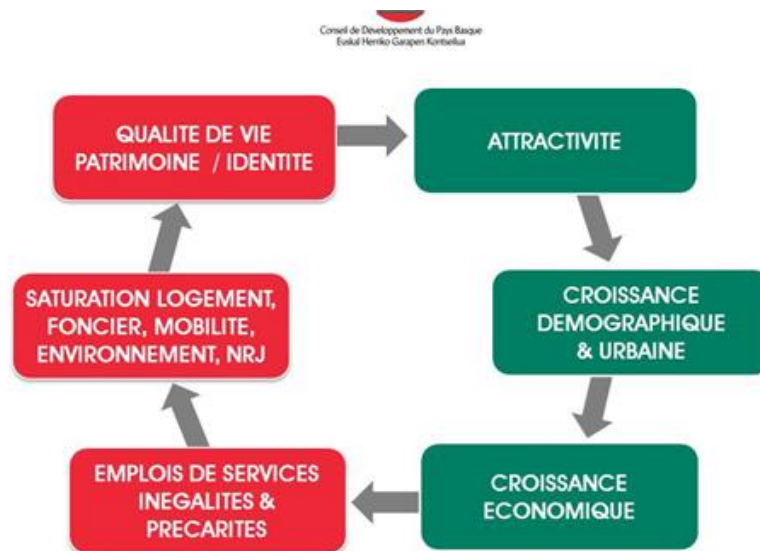 Conseil de Développement du Pays Basque
Euskal Herriko Garapen Kontseilua
QUALITE DE VIE
PATRIMOINE / IDENTITE
ATTRACTIVITE
CROISSANCE
DEMOGRAPHIQUE
& URBAINE
CROISSANCE
ECONOMIQUE
EMPLOIS DE SERVICES
INEGALITES &
PRECARITES
SATURATION LOGEMENT,
FONCIER, MOBILITE,
ENVIRONNEMENT, NRJ